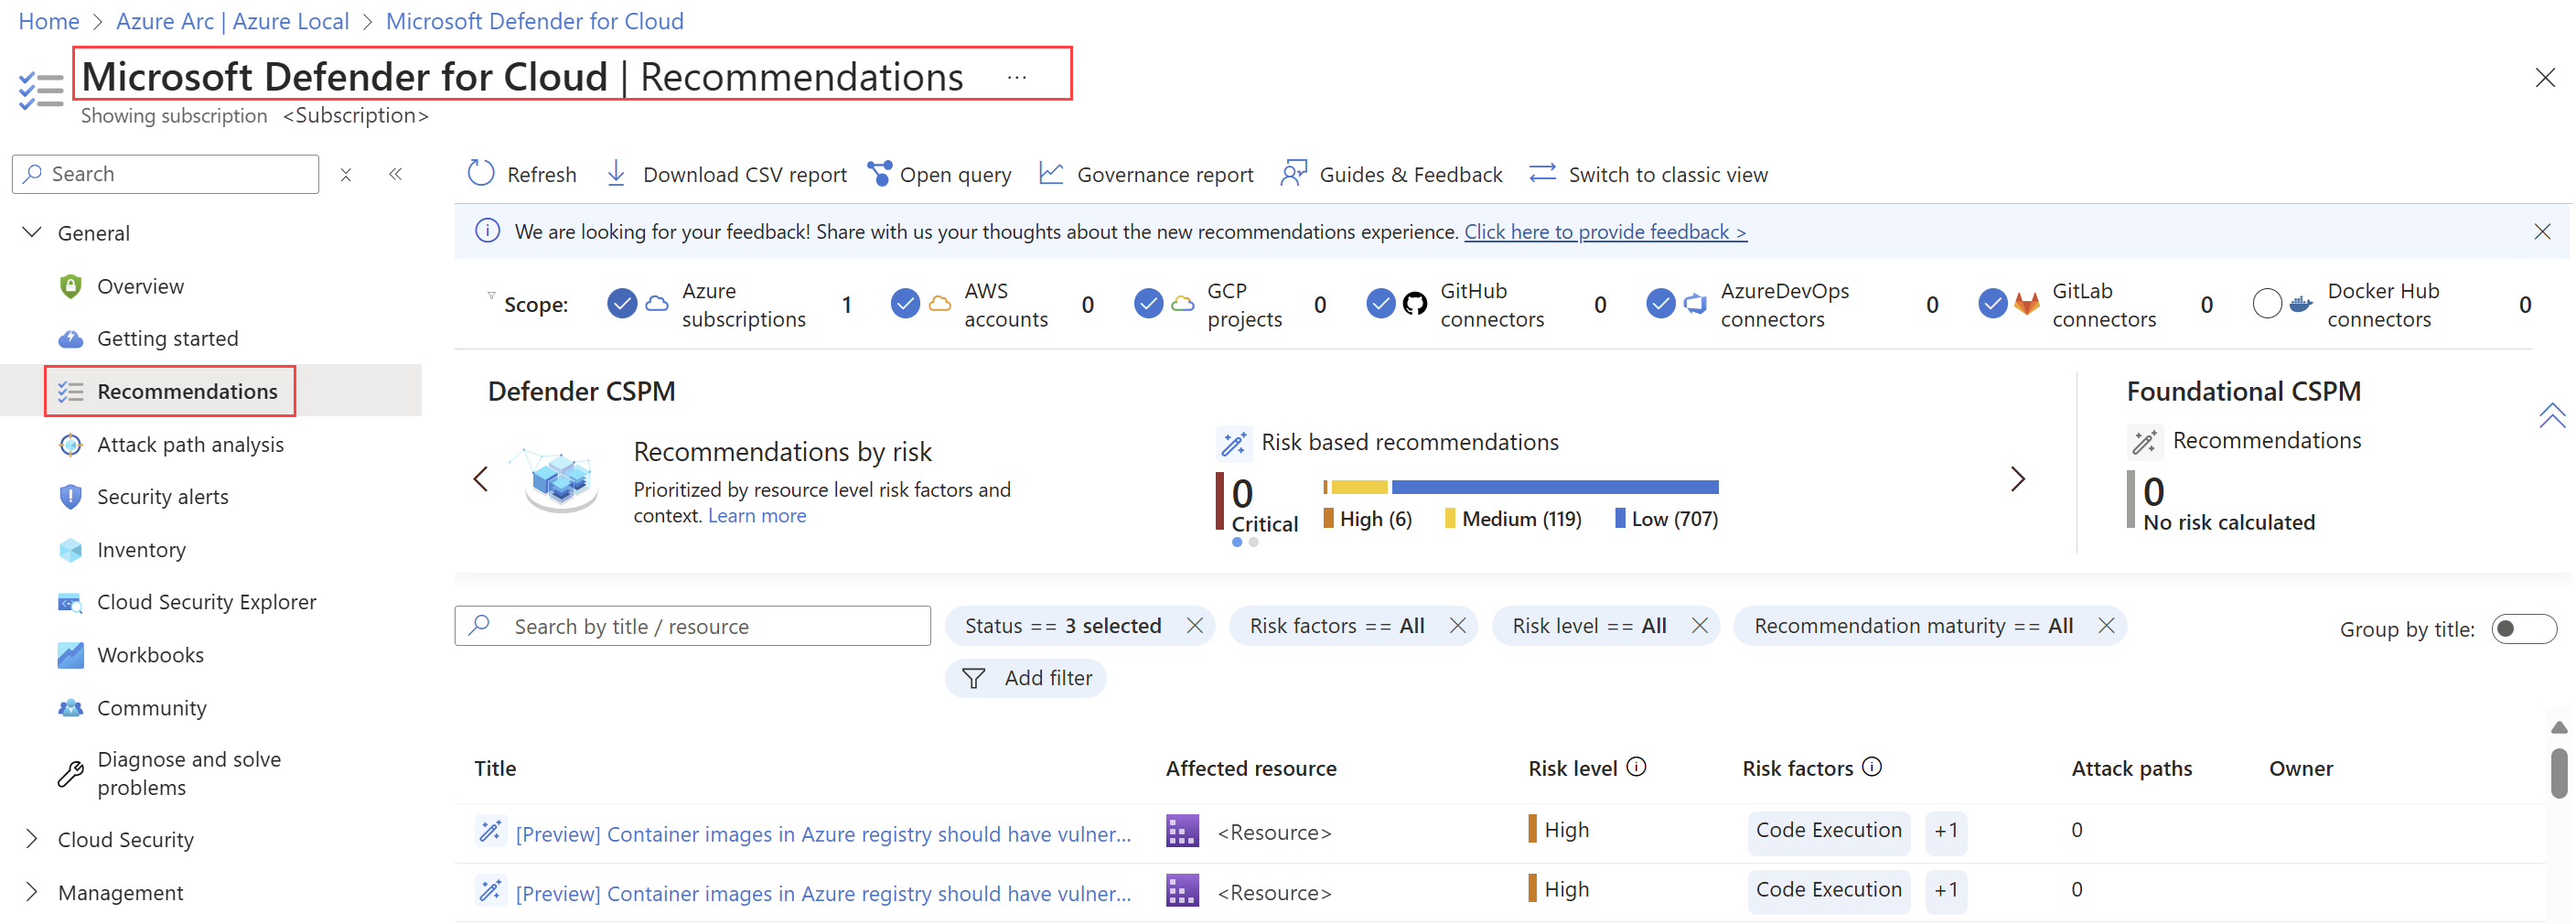 Home > Azure Arc | Azure Local > Microsoft Defender for Cloud
Microsoft Defender for Cloud | Recommendations ...
Showing subscription <Subscription>
Search
General
Overview
Getting started
Recommendations
Attack path analysis
Security alerts
Inventory
Cloud Security Explorer
Workbooks
Community
Diagnose and solve
problems
Cloud Security
Management
Refresh Download CSV report Open query Governance report Guides & Feedback Switch to classic view
We are looking for your feedback! Share with us your thoughts about the new recommendations experience. Click here to provide feedback >
Scope:
Azure
subscriptions
1
AWS
accounts
0
GCP
projects
0
GitHub
connectors
0
AzureDevOps
connectors
0
GitLab
connectors
0
Docker Hub
connectors
0
Defender CSPM
Recommendations by risk
Prioritized by resource level risk factors and
context. Learn more
Risk based recommendations
0
Critical
High (6) Medium (119) Low (707)
Foundational CSPM
Recommendations
0
No risk calculated
Search by title / resource
Status == 3 selected Risk factors == All Risk level == All Recommendation maturity == All
Group by title:
Add filter
Title Affected resource Risk level Risk factors Attack paths Owner
[Preview] Container images in Azure registry should have vulner... <Resource> High Code Execution +1 0
[Preview] Container images in Azure registry should have vulner... <Resource> High Code Execution +1 0